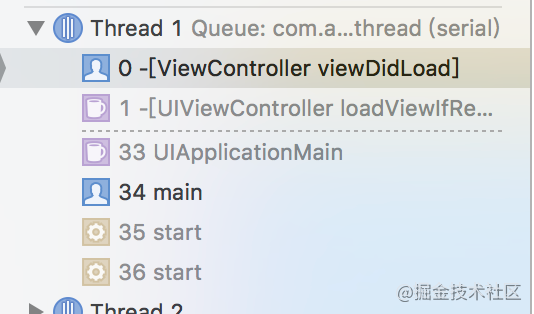 Thread 1 Queue: com.a...thread (serial)
0 -[ViewController viewDidLoad]
1 -[UIViewController loadViewIfRe...
33 UIApplicationMain
34 main
35 start
36 start
Thread 2
@掘金技术社区